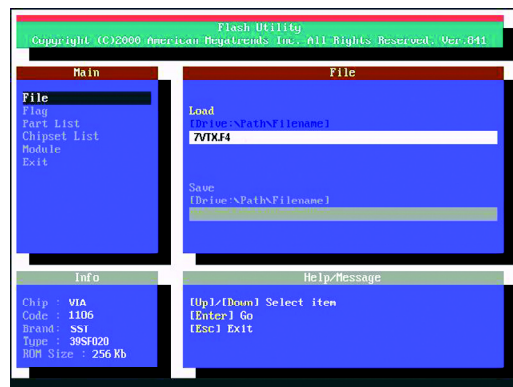 Flash Utility
Copyright (C)2000 American Megatrends Inc. All Rights Reserved. Ver.841
Main
File
Flag
Part List
Chipset List
Module
Exit
File
Load
[Drive:\Path\Filename]
7VTX.F4
Save
[Drive:\Path\Filename]
Info
Chip : VIA
Code : 1106
Brand: SST
Type : 39SF020
ROM Size : 256 Kb
Help/Message
[Up]/[Down] Select item
[Enter] Go
[Esc] Exit